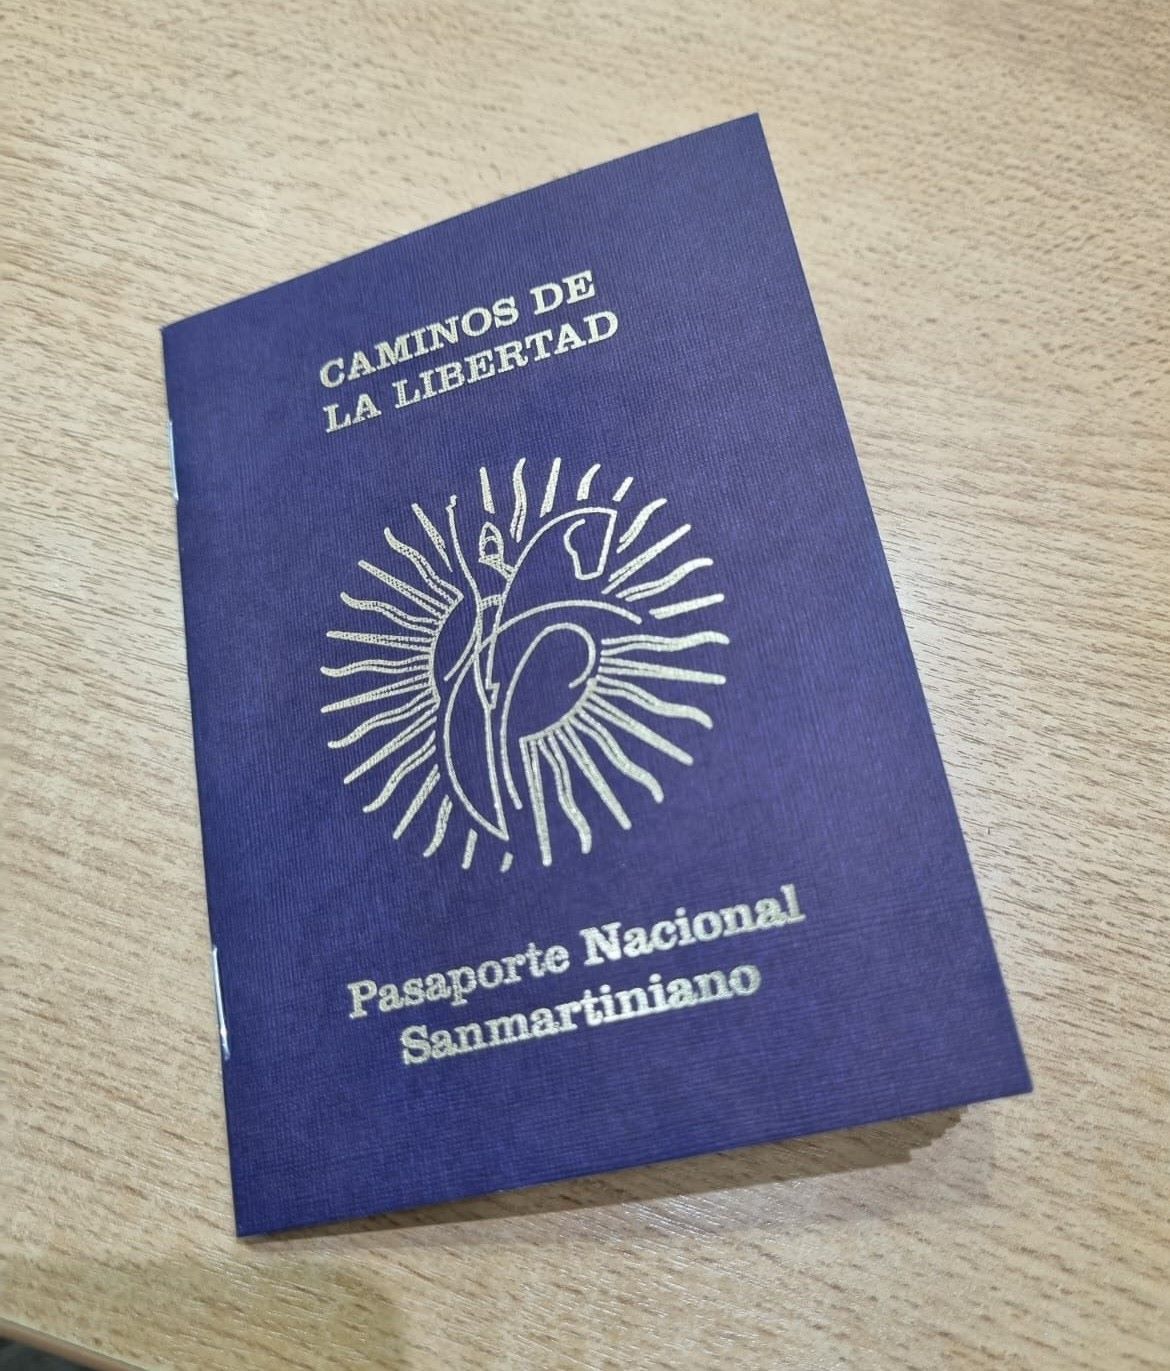 CAMINOS DE
LA LIBERTAD
Pasaporte Nacional
Sanmartiniano